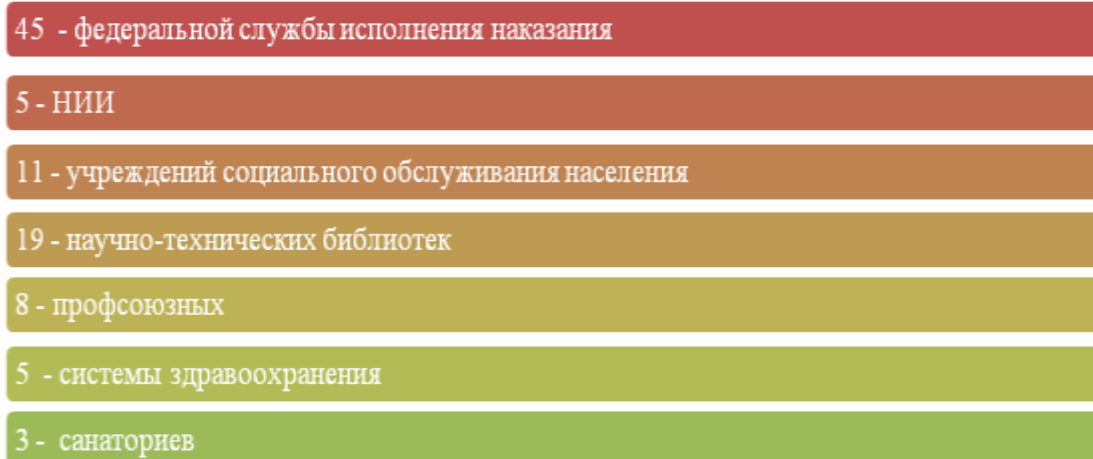 45 - федеральной службы исполнения наказания
5 - НИИ
11 - учреждений социального обслуживания населения
19 - научно-технических библиотек
8 - профсоюзных
5 - системы здравоохранения
3 - санаториев